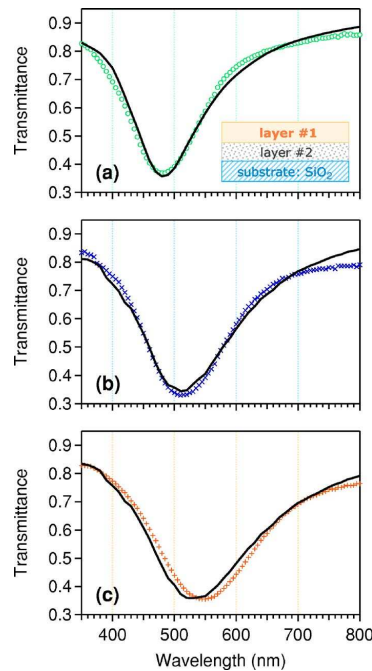 0.9
0.8
0.7
0.6
0.5
0.4
0.3
Transmittance
(a)
layer #1
layer #2
substrate: SiO₂
0.9
0.8
0.7
0.6
0.5
0.4
0.3
Transmittance
(b)
0.9
0.8
0.7
0.6
0.5
0.4
0.3
Transmittance
(c)
400 500 600 700 800
Wavelength (nm)